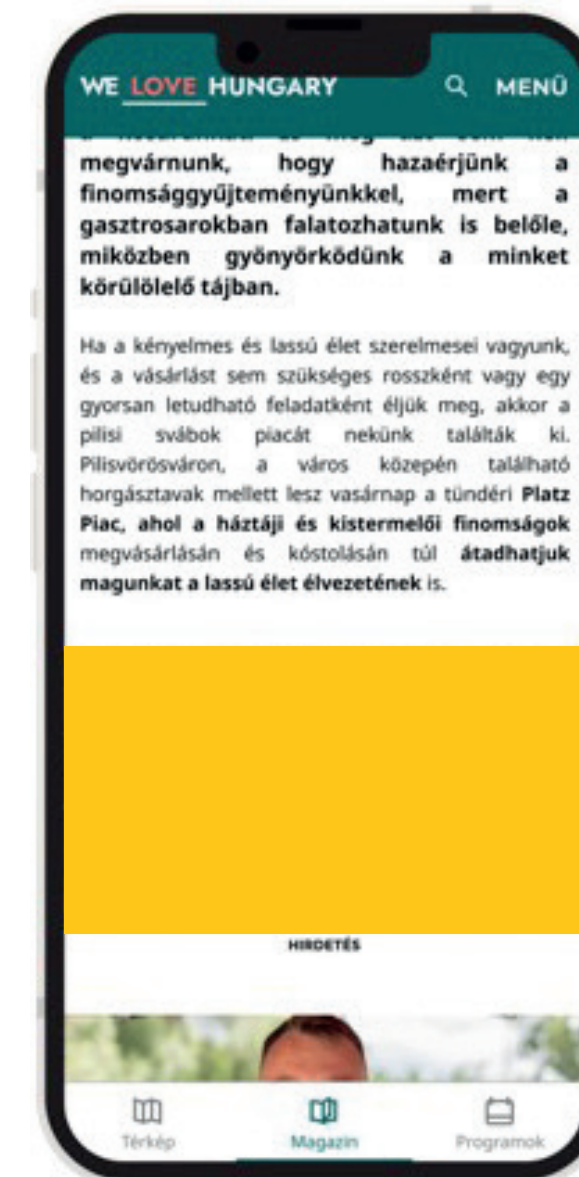 WE LOVE HUNGARY
MENÜ
megvárnunk, hogy hazaérjünk a
finomsággyűjteményünkkel, mert a
gasztrosarokban falatozhatunk is belőle,
miközben gyönyörködünk a minket
körülölelő tájban.
Ha a kényelmes és lassú élet szerelmesei vagyunk,
és a vásárlást sem szükséges rosszként vagy egy
gyorsan letudható feladatként éljük meg, akkor a
pilisi svábok piacát nekünk találták ki.
Pilisvörösváron, a város közepén található
horgásztavak mellett lesz vasárnap a tündéri Platz
Piac, ahol a háztáji és kistermelői finomságok
megvásárlásán és kóstolásán túl átadhatjuk
magunkat a lassú élet élvezetének is.
HIRDETÉS
Térkép
Magazin
Programok